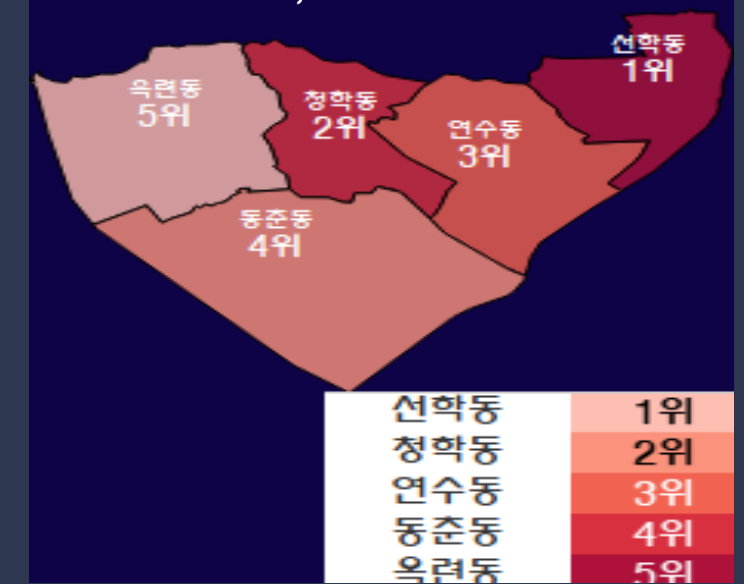 선학동
1위
옥련동
5위
청학동
2위
연수동
3위
동춘동
4위
선학동 1위
청학동 2위
연수동 3위
동춘동 4위
옥련동 5위